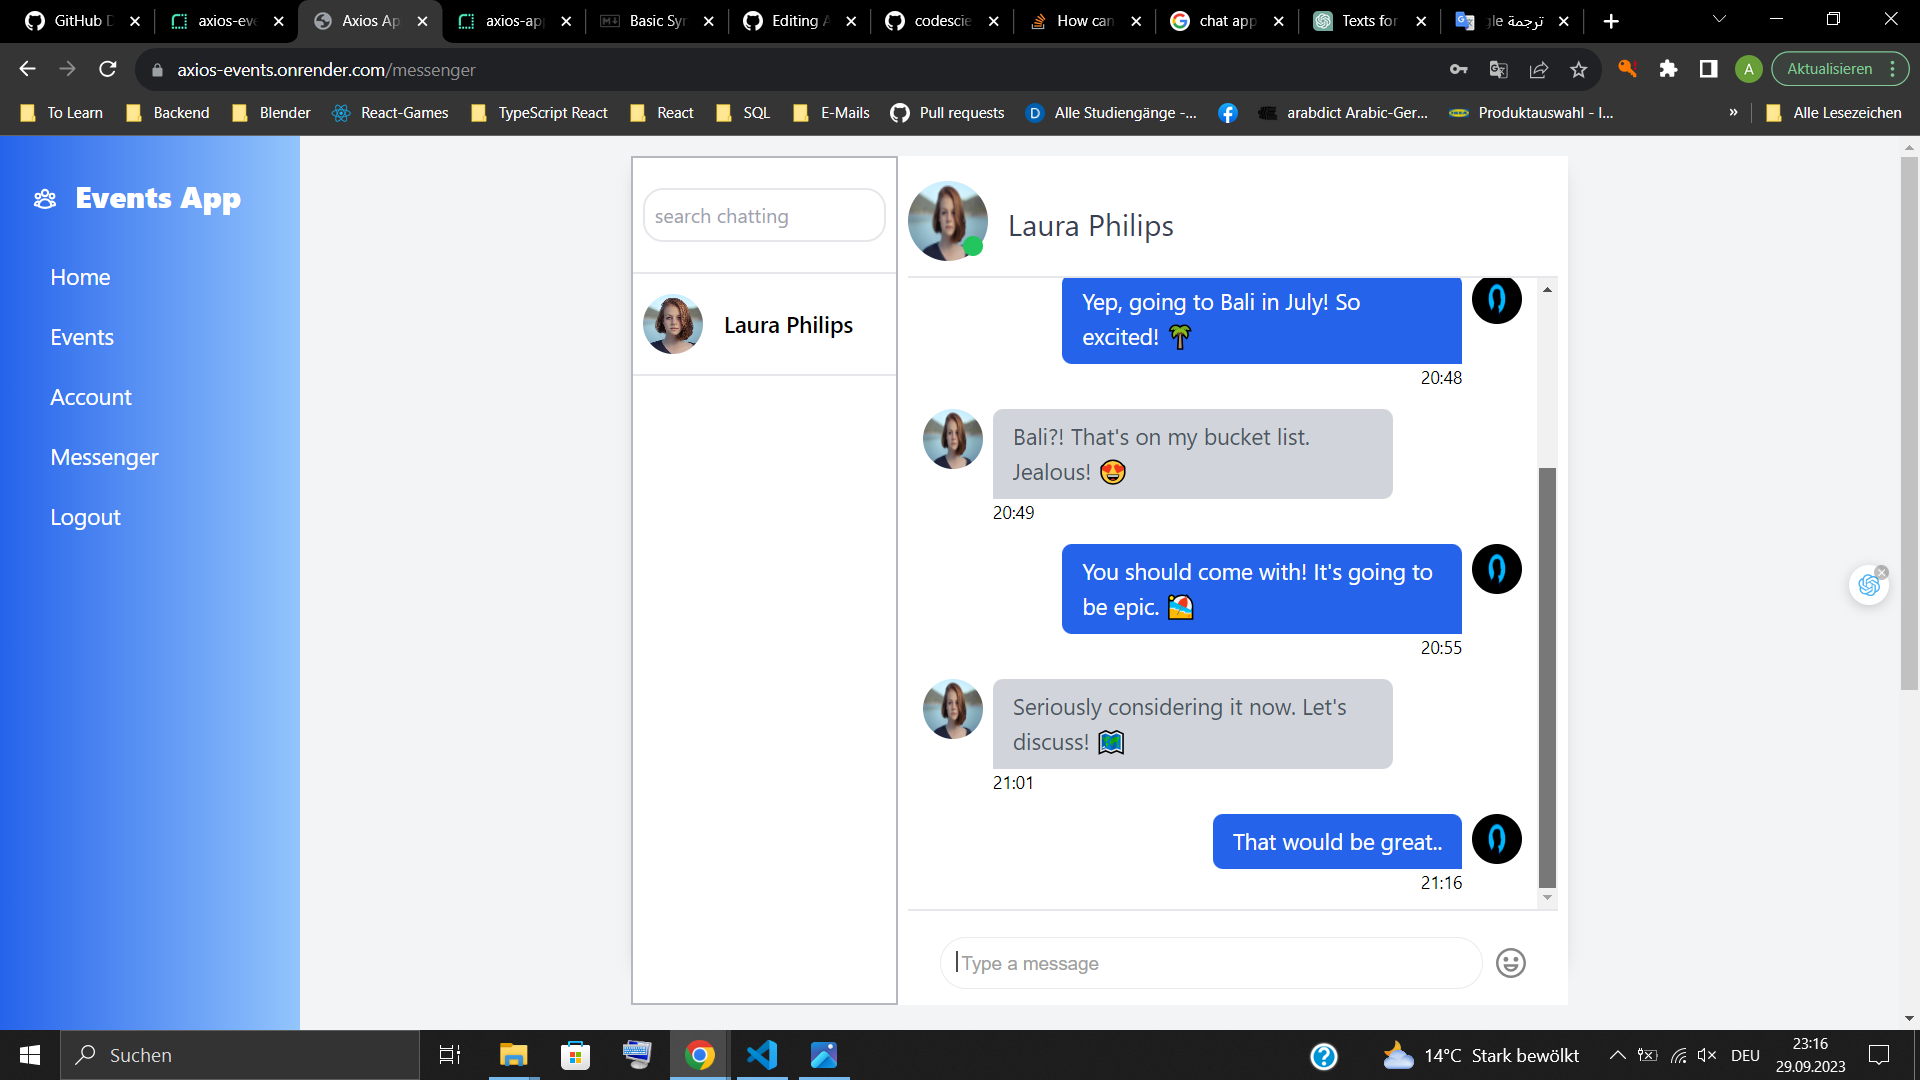 GitHub D
axios-eve
Axios Ap
axios-app
Basic Syn
Editing A
codescie
How can
chat app
Texts for
ترجمة gle
axios-events.onrender.com/messenger
A
Aktualisieren
To Learn
Backend
Blender
React-Games
TypeScript React
React
SQL
E-Mails
Pull requests
D
Alle Studiengänge -...
arabdict Arabic-Ger...
Produktauswahl - I...
»
Alle Lesezeichen
Events App
Home
Events
Account
Messenger
Logout
search chatting
Laura Philips
Laura Philips
Yep, going to Bali in July! So
excited! 🌴
20:48
Bali?! That's on my bucket list.
Jealous! 😍
20:49
You should come with! It's going to
be epic. 🏖️
20:55
Seriously considering it now. Let's
discuss! 🗺️
21:01
That would be great..
21:16
Type a message
Suchen
14°C Stark bewölkt
DEU
23:16
29.09.2023